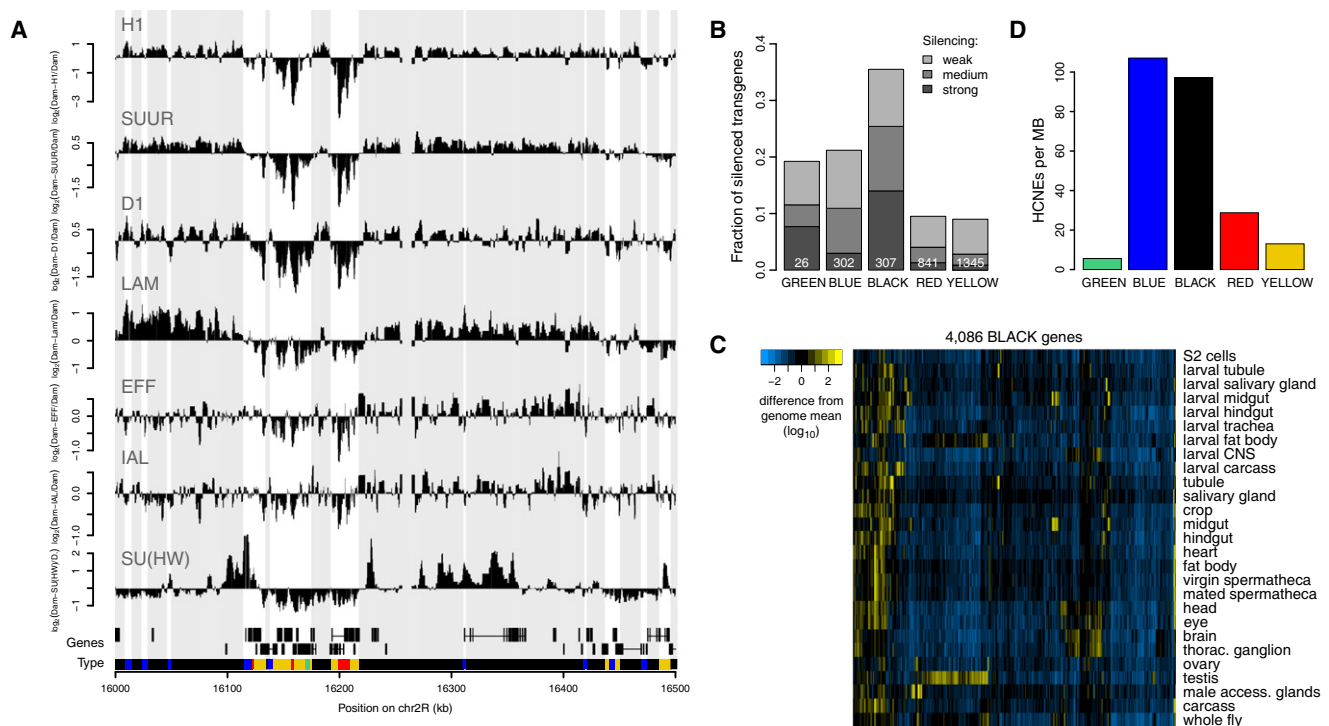 A
H1
log2(Dam-H1/Dam)
1
-1
-3
SUUR
log2(Dam-SUUR/Dam)
0.5
-1.5
D1
log2(Dam-D1/Dam)
0.5
-0.5
-1.5
LAM
log2(Dam-Lam/Dam)
1
0
-1
EFF
log2(Dam-EFF/Dam)
0.0
-1.0
IAL
log2(Dam-IAL/Dam)
0.0
-1.0
SU(HW)
log2(Dam-SU(HW)/D.)
2
1
0
Genes
Type
16000
16100
16200
16300
16400
16500
Position on chr2R (kb)
B
Fraction of silenced transgenes
0.4
0.3
0.2
0.1
0.0
Silencing:
weak
medium
strong
26
302
307
841
1345
GREEN
BLUE
BLACK
RED
YELLOW
D
HCNEs per MB
100
80
60
40
20
0
GREEN
BLUE
BLACK
RED
YELLOW
C
4,086 BLACK genes
−2
0
2
difference from
genome mean
(log10)
S2 cells
larval tubule
larval salivary gland
larval midgut
larval hindgut
larval trachea
larval fat body
larval CNS
larval carcass
tubule
salivary gland
crop
midgut
hindgut
heart
fat body
virgin spermatheca
mated spermatheca
head
eye
brain
thorac. ganglion
ovary
testis
male access. glands
carcass
whole fly